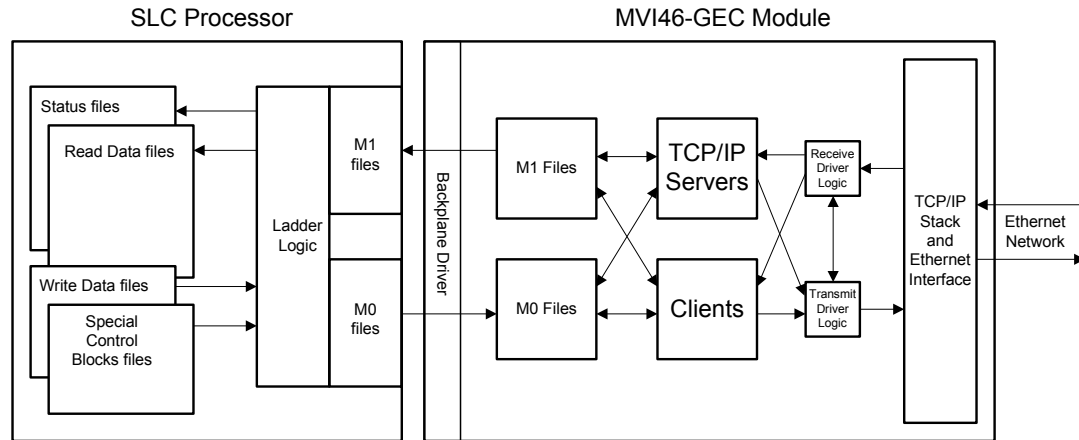 SLC Processor
MVI46-GEC Module
Status files
Read Data files
Write Data files
Special
Control
Blocks files
Ladder
Logic
M1
files
M0
files
Backplane Driver
M1 Files
M0 Files
TCP/IP
Servers
Clients
Receive
Driver
Logic
Transmit
Driver
Logic
TCP/IP
Stack
and
Ethernet
Interface
Ethernet
Network